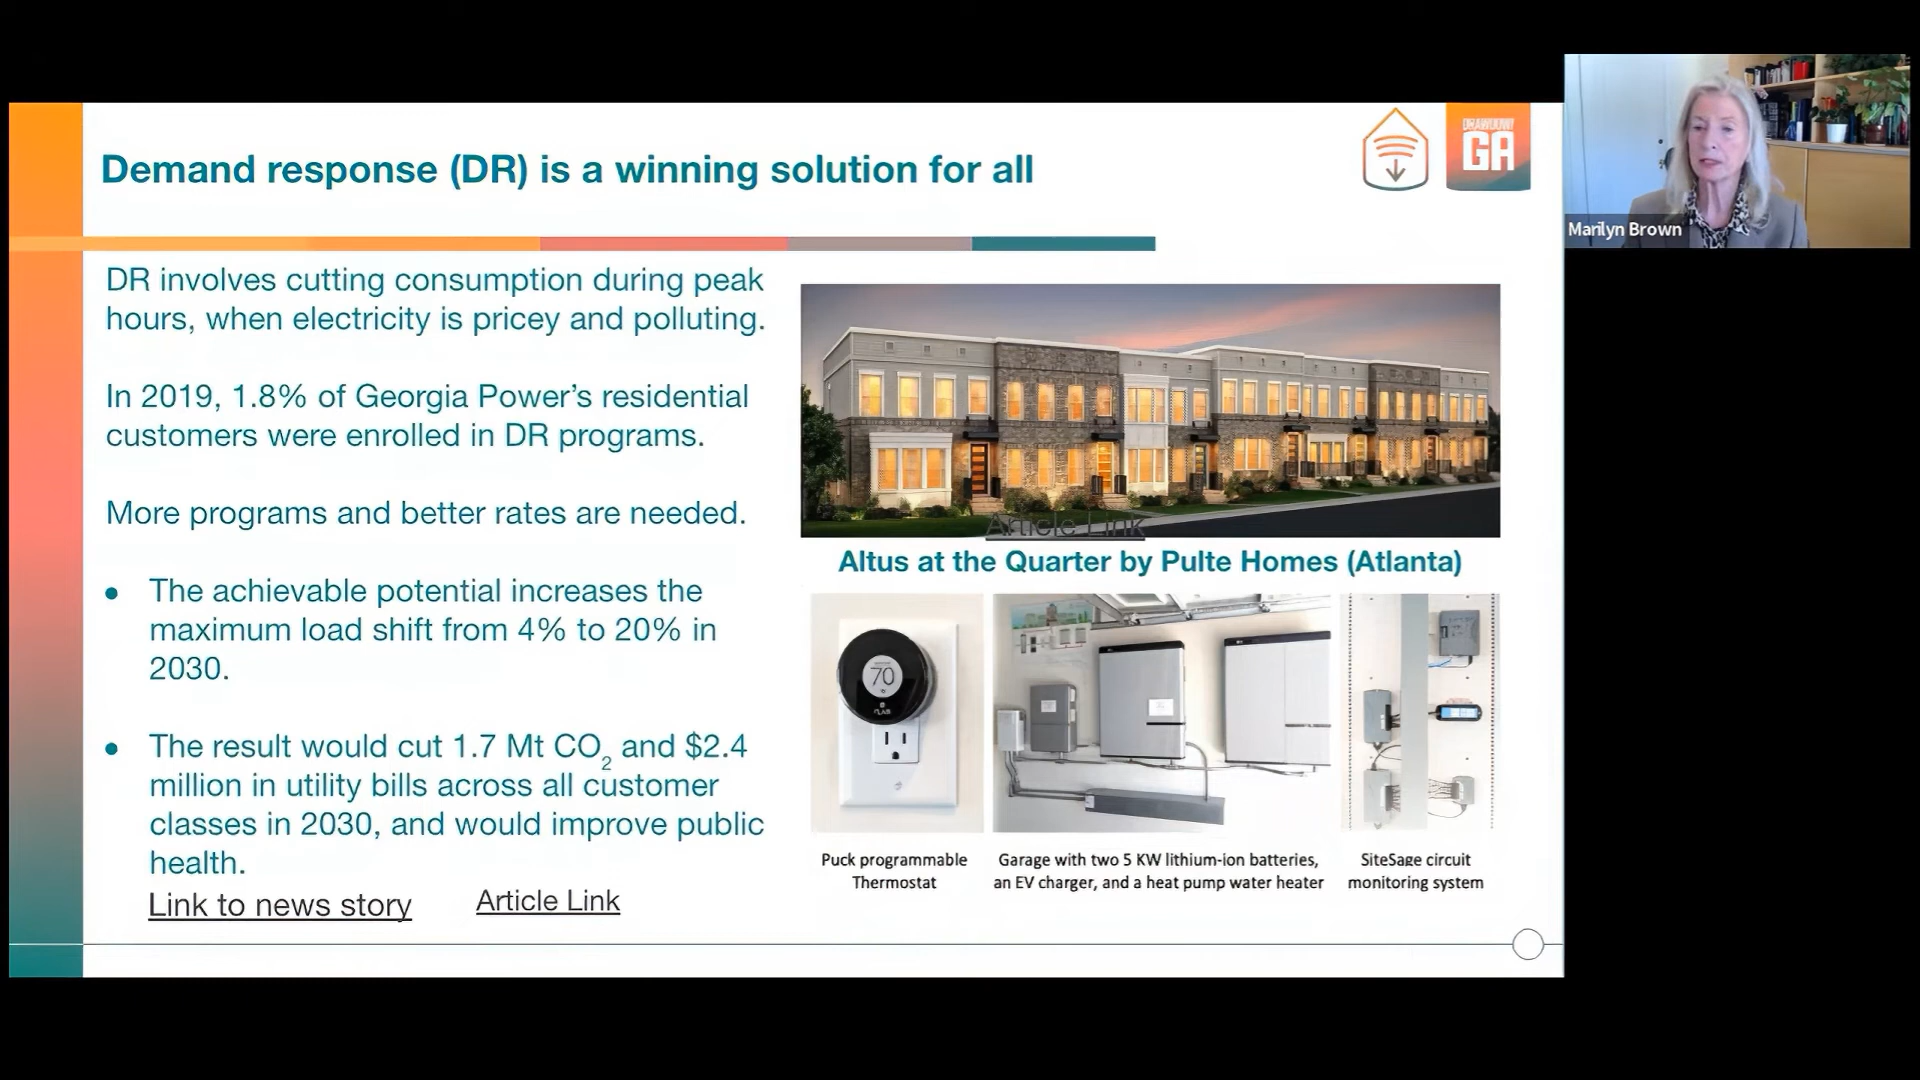 Demand response (DR) is a winning solution for all
DRAWDOWN
GA
Marilyn Brown
DR involves cutting consumption during peak
hours, when electricity is pricey and polluting.
In 2019, 1.8% of Georgia Power’s residential
customers were enrolled in DR programs.
More programs and better rates are needed.
• The achievable potential increases the
maximum load shift from 4% to 20% in
2030.
• The result would cut 1.7 Mt CO2 and $2.4
million in utility bills across all customer
classes in 2030, and would improve public
health.
Link to news story
Article Link
Article Link
Altus at the Quarter by Pulte Homes (Atlanta)
70
Puck programmable
Thermostat
Garage with two 5 KW lithium-ion batteries,
an EV charger, and a heat pump water heater
SiteSage circuit
monitoring system